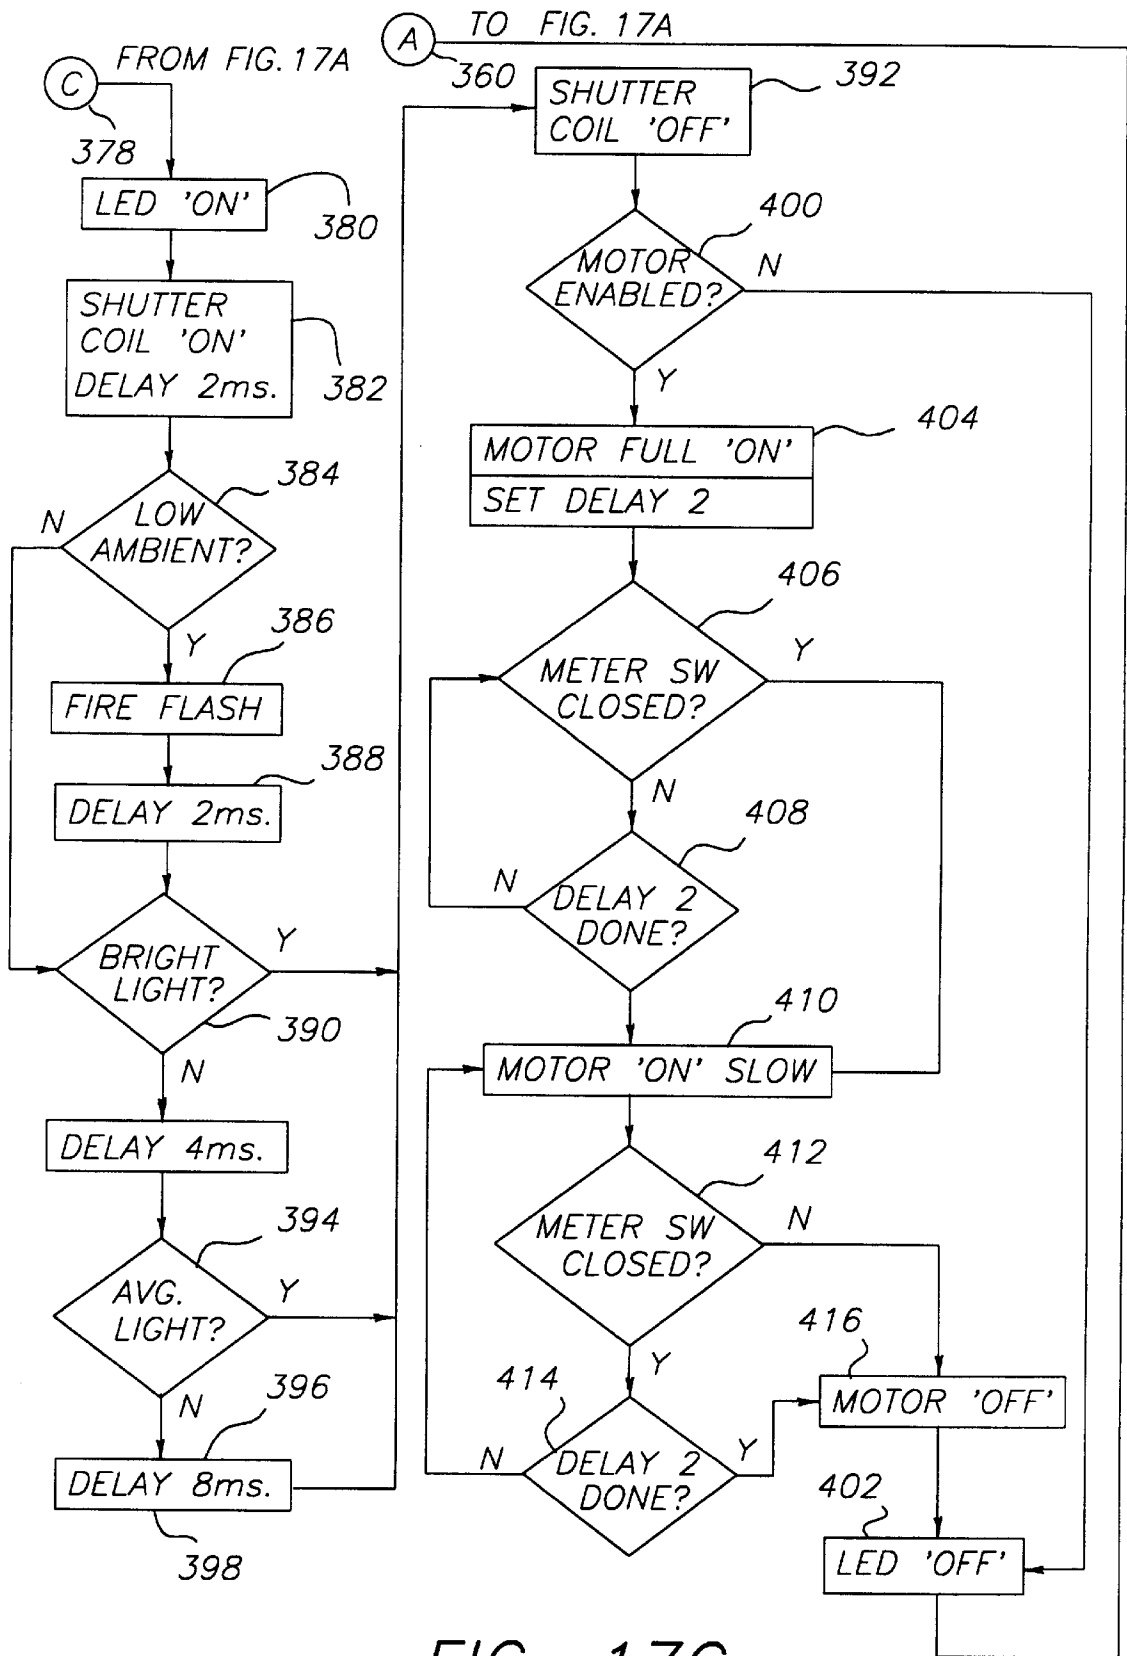 C FROM FIG. 17A
378
LED 'ON'
380
SHUTTER
COIL 'ON'
DELAY 2ms.
382
384
LOW
AMBIENT?
N
Y
386
FIRE FLASH
388
DELAY 2ms.
BRIGHT
LIGHT?
Y
390
N
DELAY 4ms.
394
AVG.
LIGHT?
Y
N
396
DELAY 8ms.
398
A TO FIG. 17A
360
392
SHUTTER
COIL 'OFF'
400
MOTOR
ENABLED?
N
Y
404
MOTOR FULL 'ON'
SET DELAY 2
406
METER SW
CLOSED?
Y
N
408
DELAY 2
DONE?
N
410
MOTOR 'ON' SLOW
412
METER SW
CLOSED?
N
Y
414
DELAY 2
DONE?
N
Y
416
MOTOR 'OFF'
402
LED 'OFF'
FIG. 17C